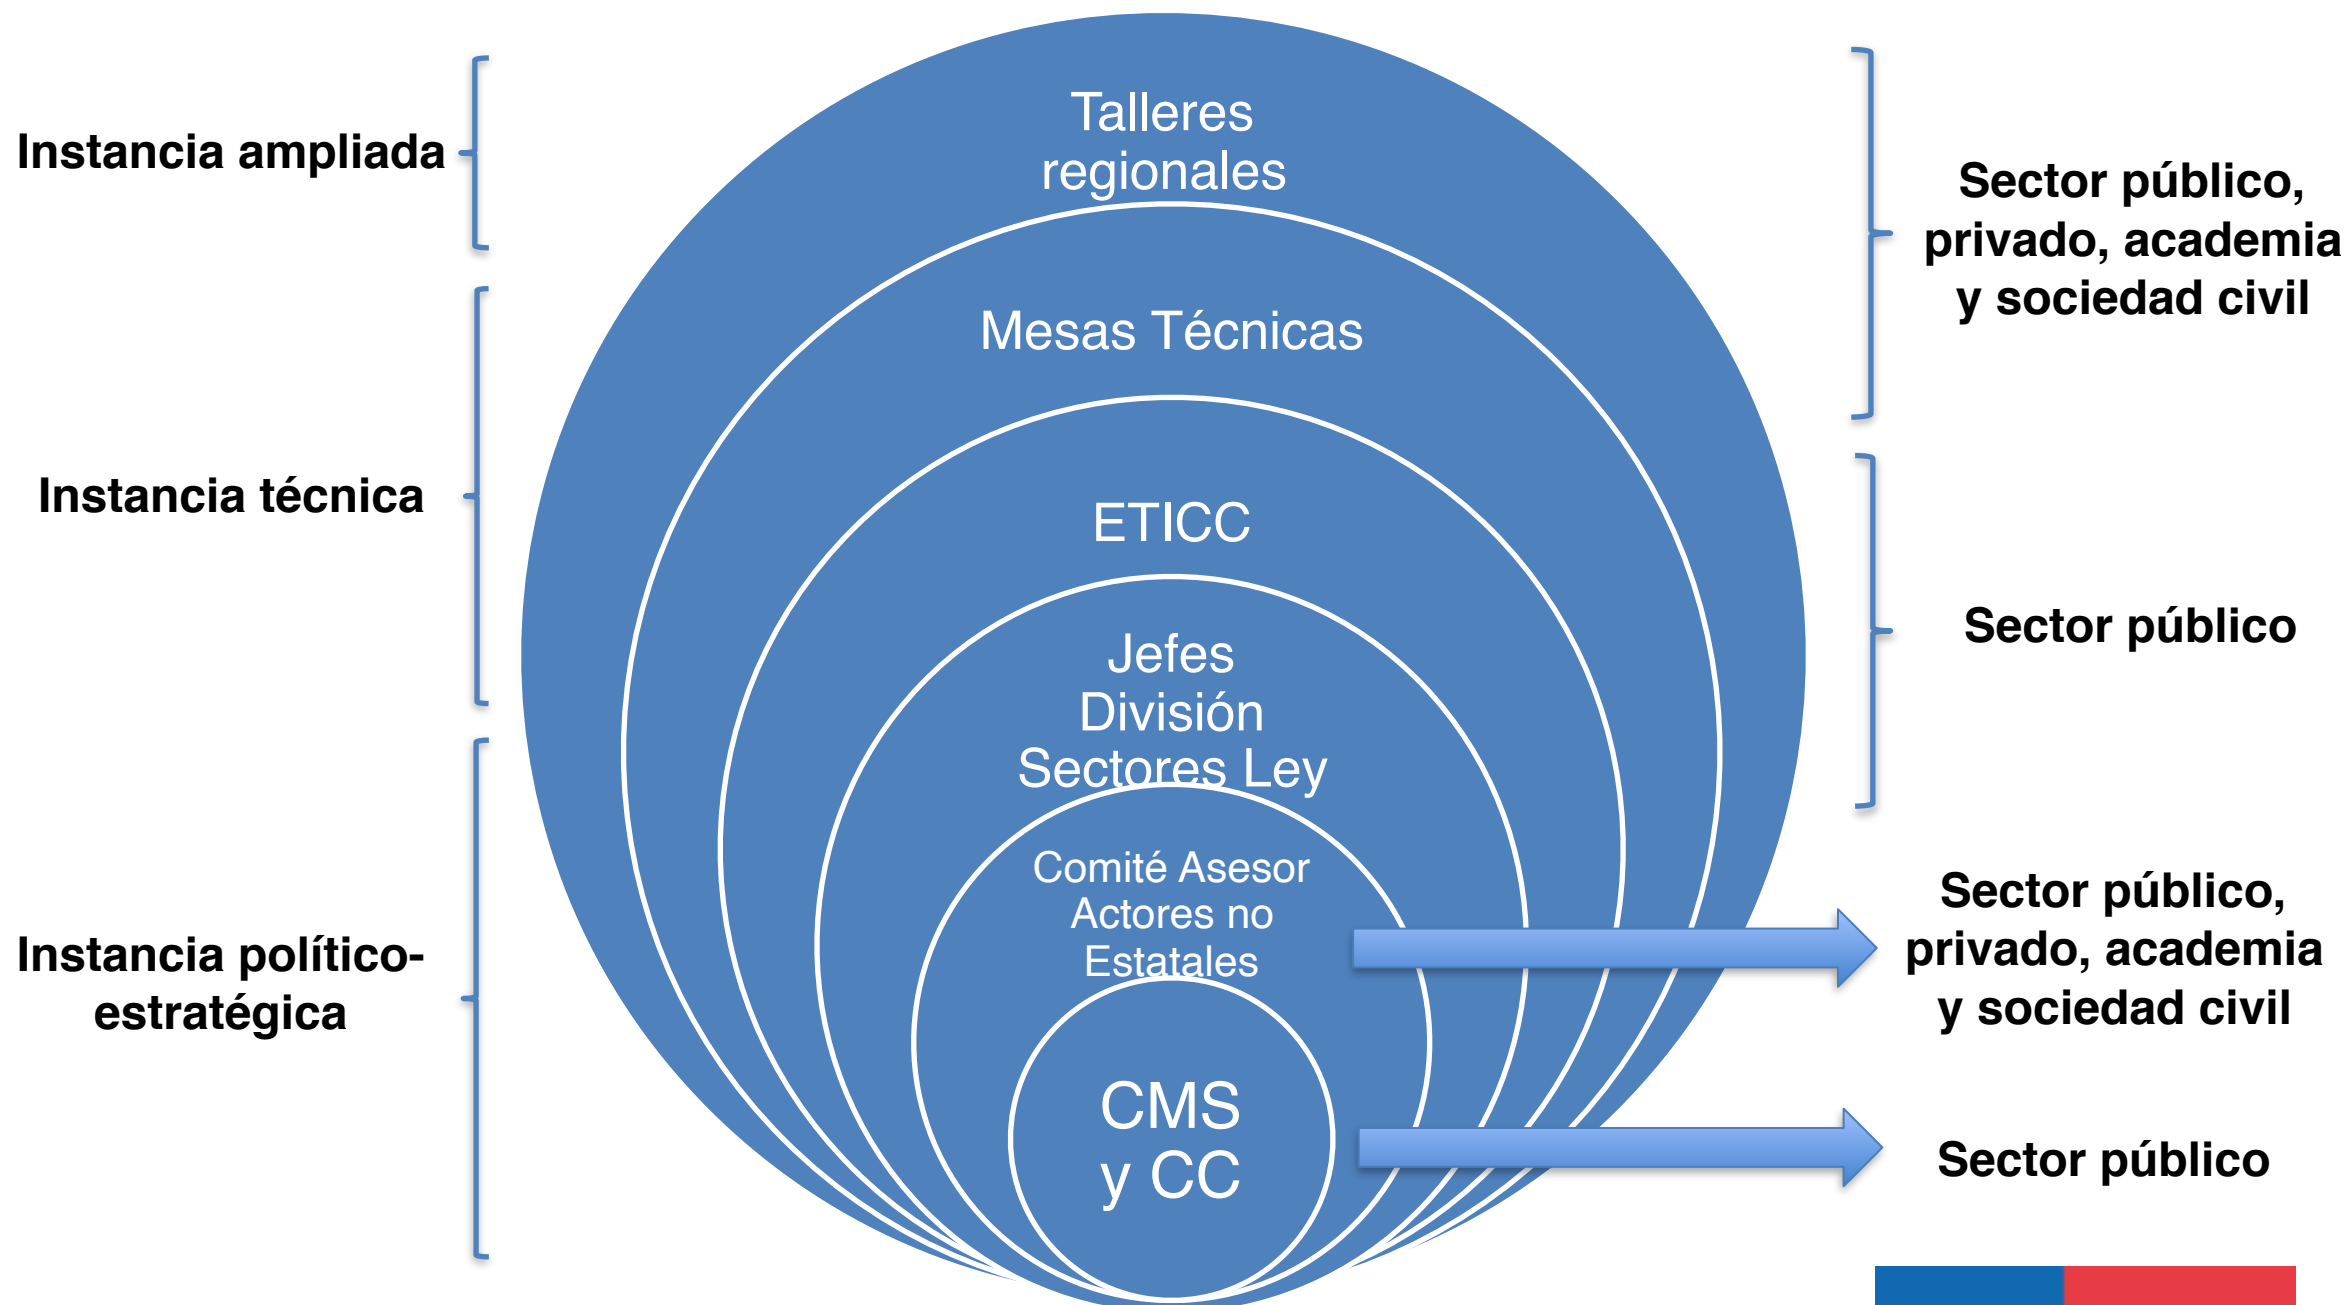 Instancia ampliada
Instancia técnica
Instancia político-
estratégica
Talleres
regionales
Mesas Técnicas
ETICC
Jefes
División
Sectores Ley
Comité Asesor
Actores no
Estatales
CMS
y CC
Sector público,
privado, academia
y sociedad civil
Sector público
Sector público,
privado, academia
y sociedad civil
Sector público